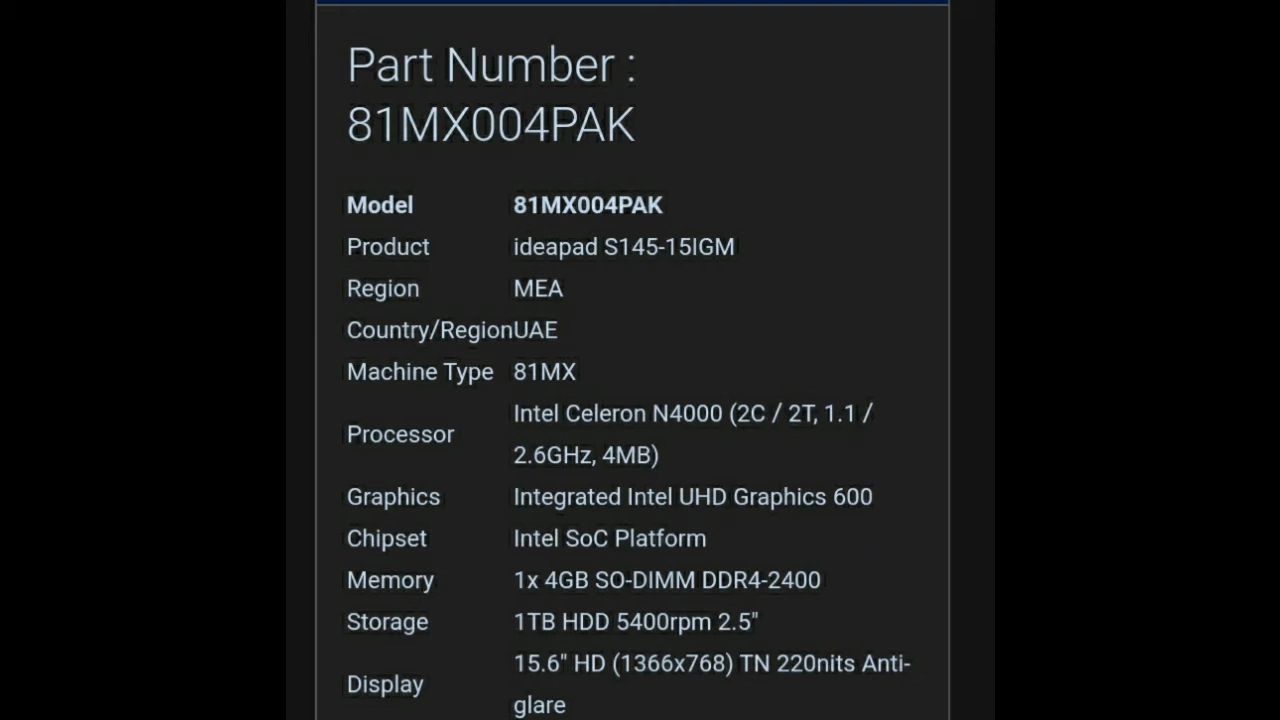 Part Number :
81MX004PAK
Model 81MX004PAK
Product ideapad S145-15IGM
Region MEA
Country/RegionUAE
Machine Type 81MX
Processor Intel Celeron N4000 (2C / 2T, 1.1 /
2.6GHz, 4MB)
Graphics Integrated Intel UHD Graphics 600
Chipset Intel SoC Platform
Memory 1x 4GB SO-DIMM DDR4-2400
Storage 1TB HDD 5400rpm 2.5"
Display 15.6" HD (1366x768) TN 220nits Anti-
glare